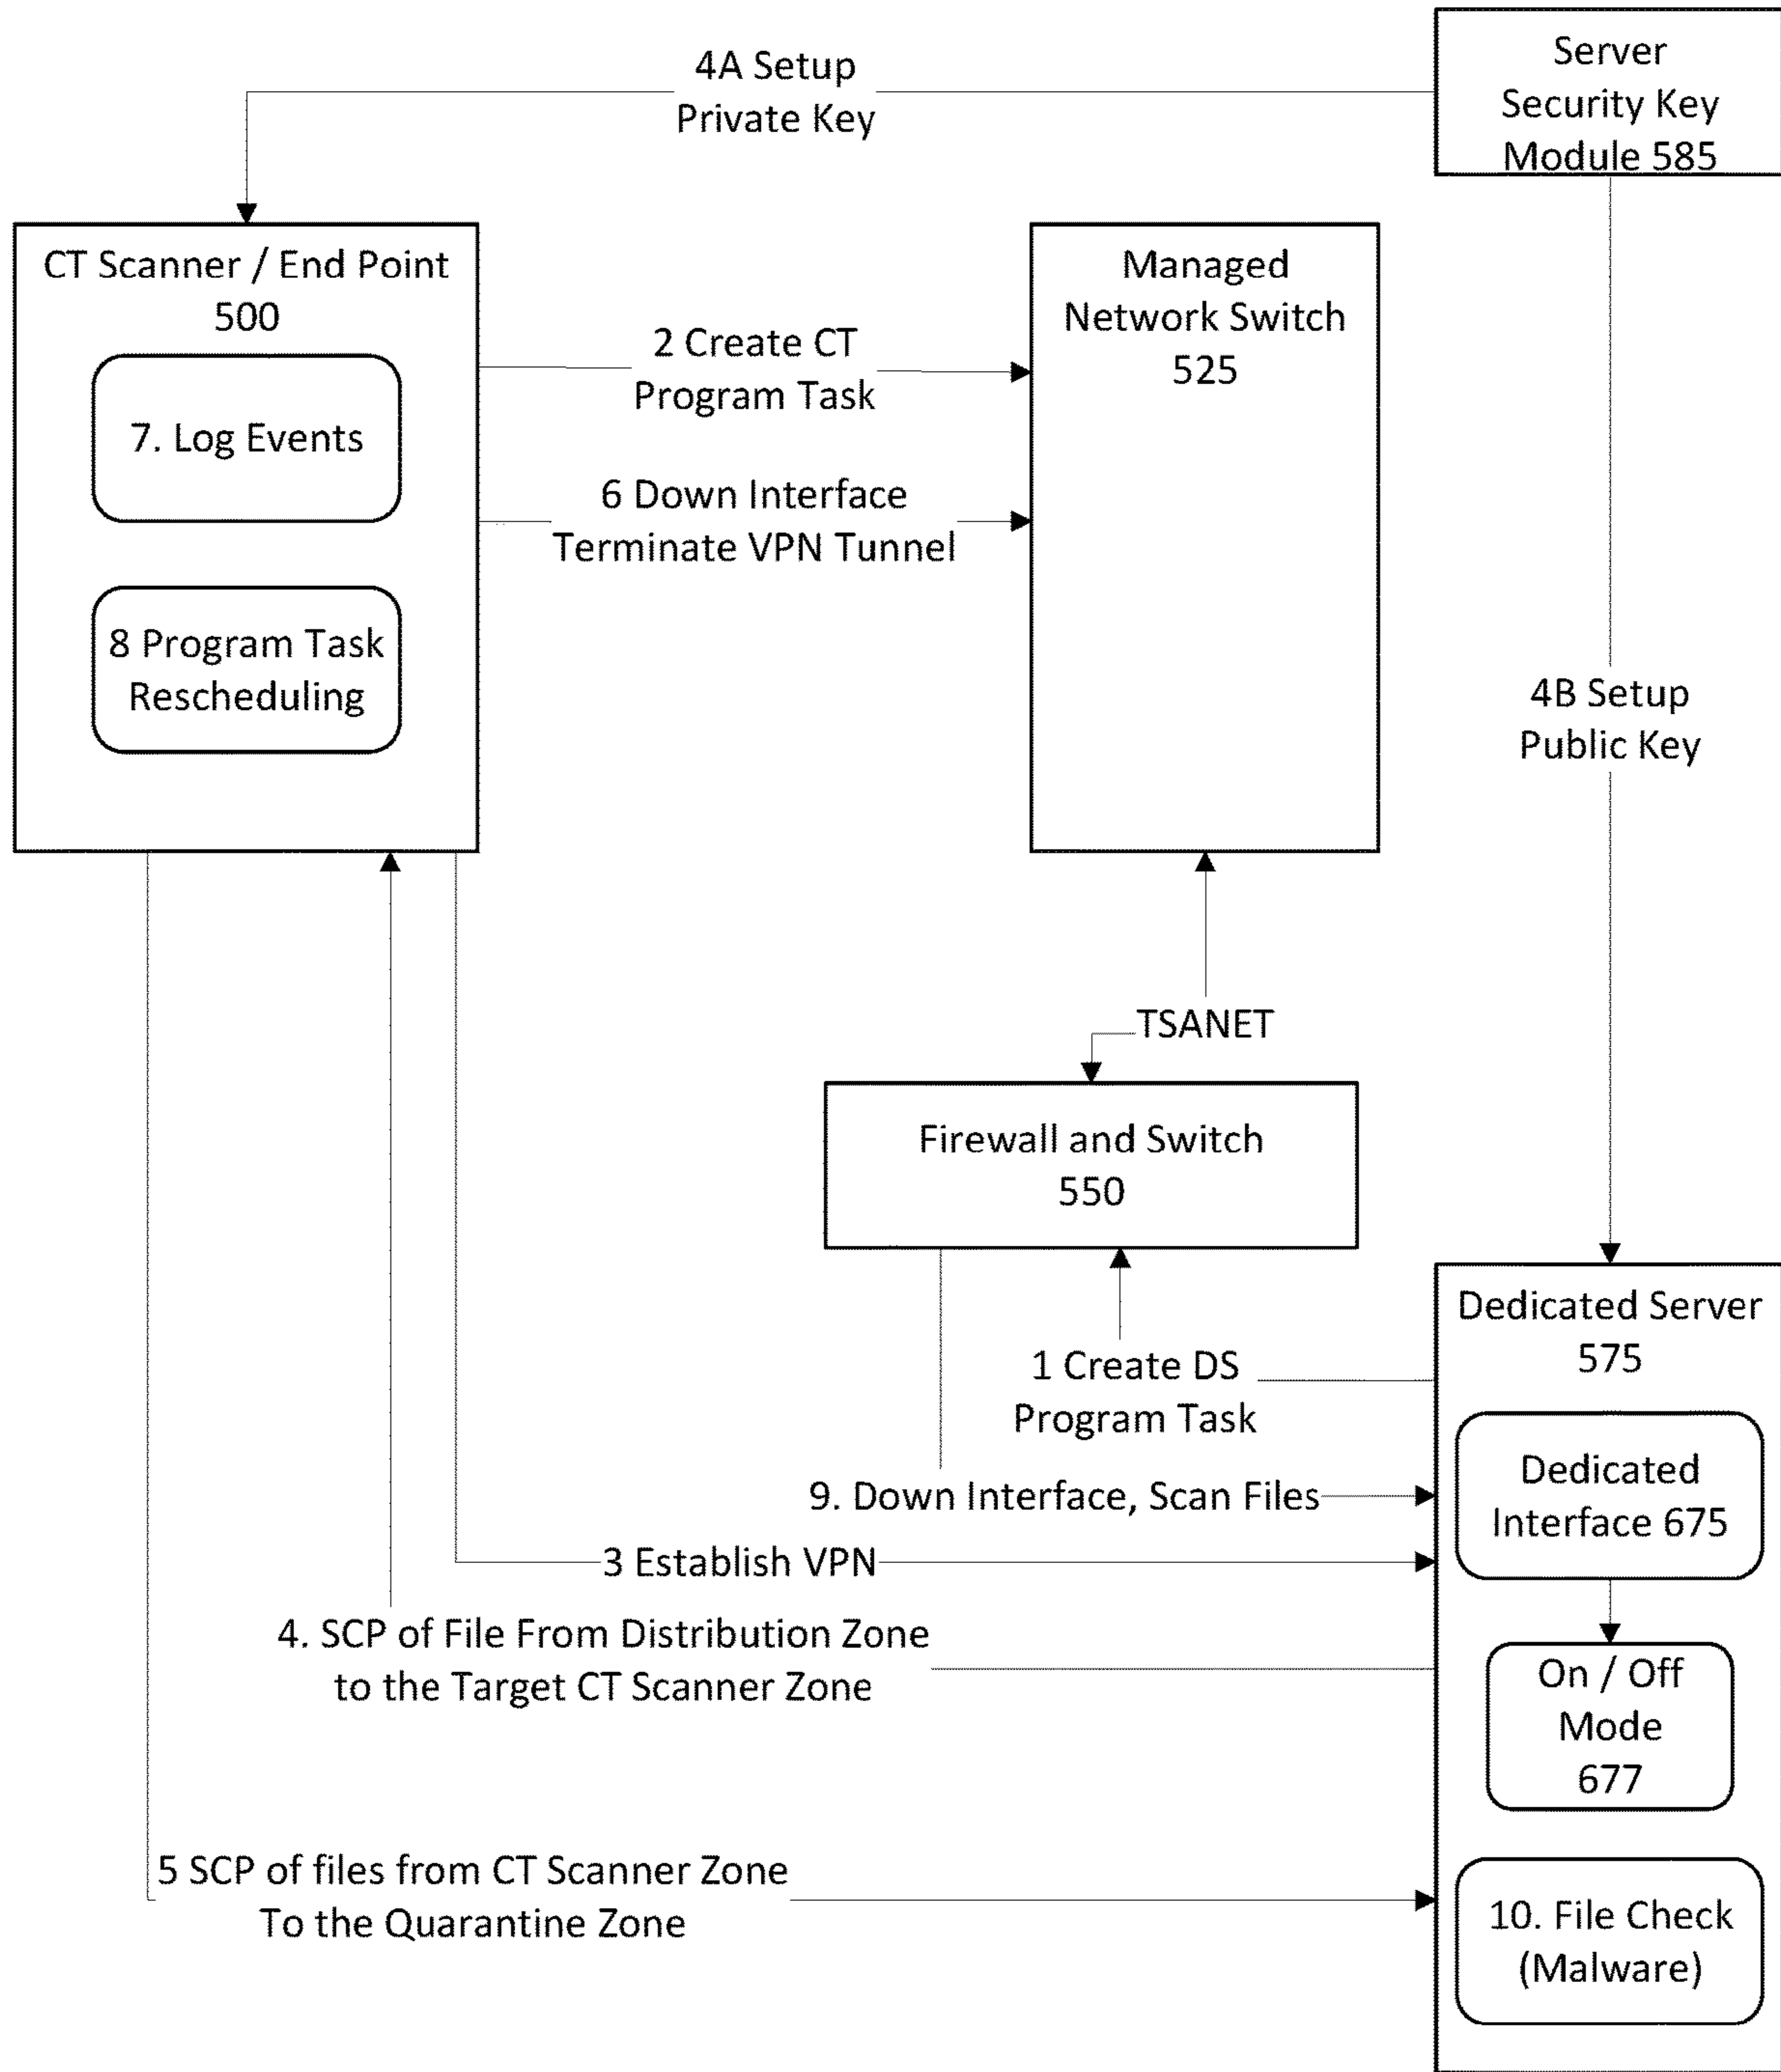 4A Setup
Private Key
Server
Security Key
Module 585
CT Scanner / End Point
500
7. Log Events
8 Program Task
Rescheduling
2 Create CT
Program Task
6 Down Interface
Terminate VPN Tunnel
Managed
Network Switch
525
4B Setup
Public Key
TSANET
Firewall and Switch
550
1 Create DS
Program Task
9. Down Interface, Scan Files
3 Establish VPN
4. SCP of File From Distribution Zone
to the Target CT Scanner Zone
5 SCP of files from CT Scanner Zone
To the Quarantine Zone
Dedicated Server
575
Dedicated
Interface 675
On / Off
Mode
677
10. File Check
(Malware)